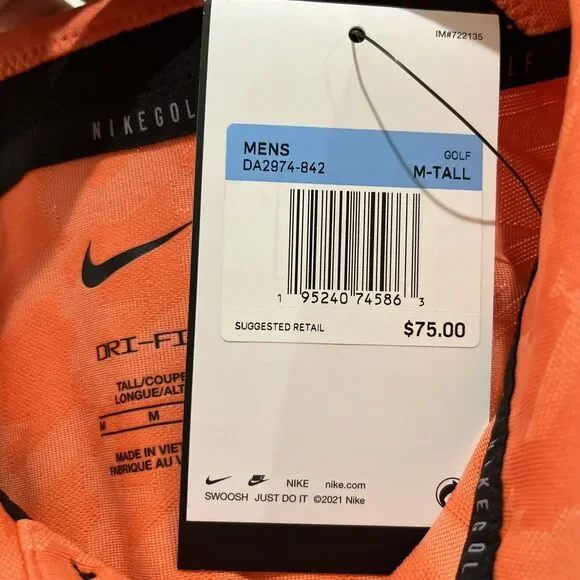 IM#722135
NIKEGOL
LF
MENS
GOLF
DA2974-842
M-TALL
1 95240 74586 3
SUGGESTED RETAIL
$75.00
DRI-FI
TALL/COUPE
LONGUE/ALT
M M
MADE IN VIET
FABRIQUE AU V
NIKE nike.com
SWOOSH JUST DO IT ©2021 Nike
NIKEGOL